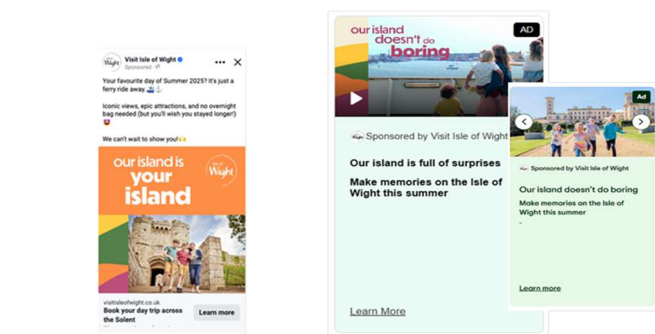 Visit Isle of Wight
Sponsored
Your favourite day of Summer 2025? It's just a
ferry ride away.
Iconic views, epic attractions, and no overnight
bag needed (but you'll wish you stayed longer!)
We can't wait to show you!
our island is
your
island
Wight
visitisleofwight.co.uk
Book your day trip across
the Solent
Learn more
our island
doesn't do
boring
AD
Sponsored by Visit Isle of Wight
Our island is full of surprises
Make memories on the Isle of
Wight this summer
Learn More
Ad
Sponsored by Visit Isle of Wight
Our island doesn't do boring
Make memories on the Isle of
Wight this summer
-
Learn more